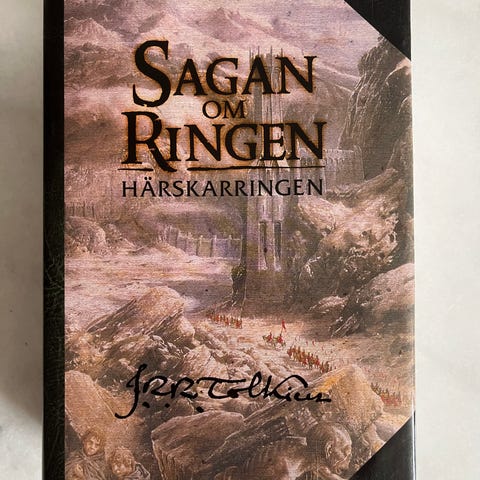 SAGAN
OM
RINGEN
HÄRSKARRINGEN
J.R.R. Tolkien